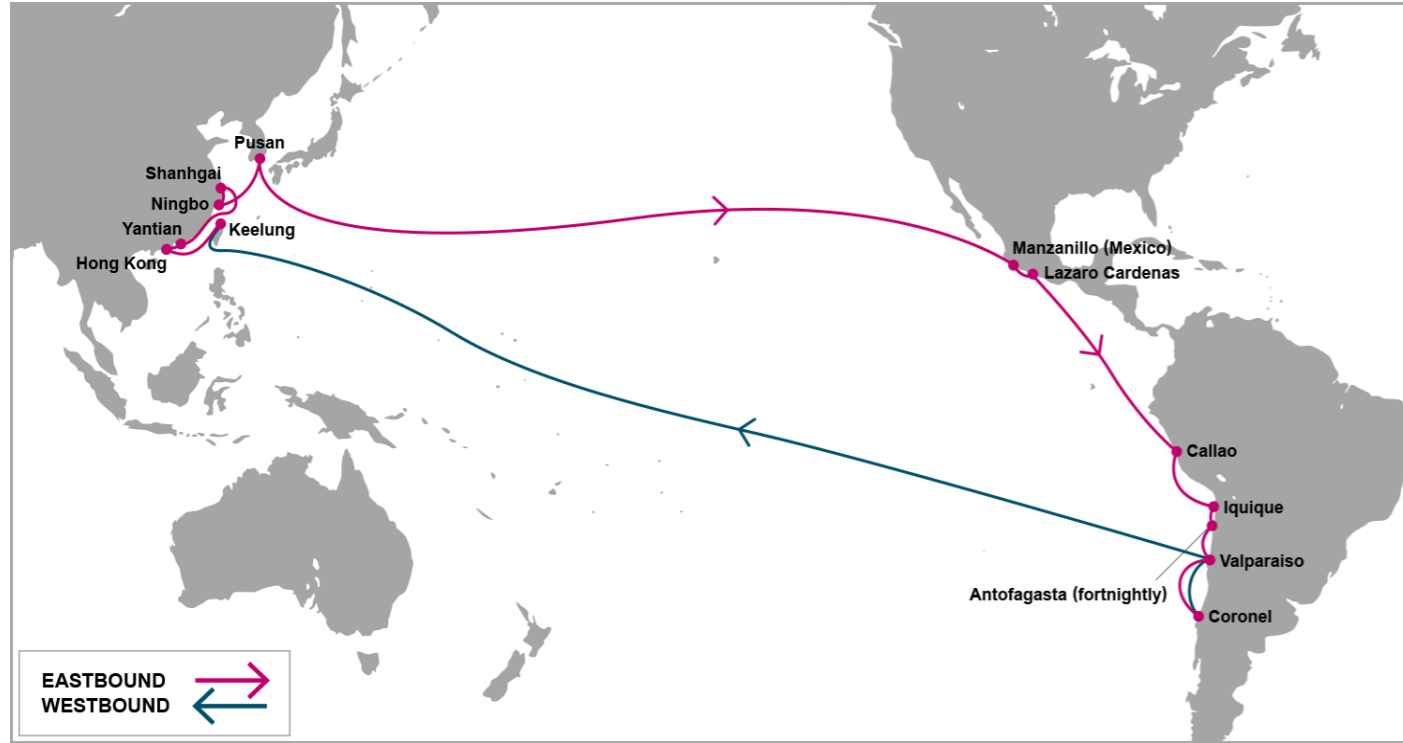 Pusan
Shanhgai
Ningbo
Yantian
Keelung
Hong Kong
Manzanillo (Mexico)
Lazaro Cardenas
Callao
Iquique
Valparaiso
Antofagasta (fortnightly)
Coronel
EASTBOUND
WESTBOUND